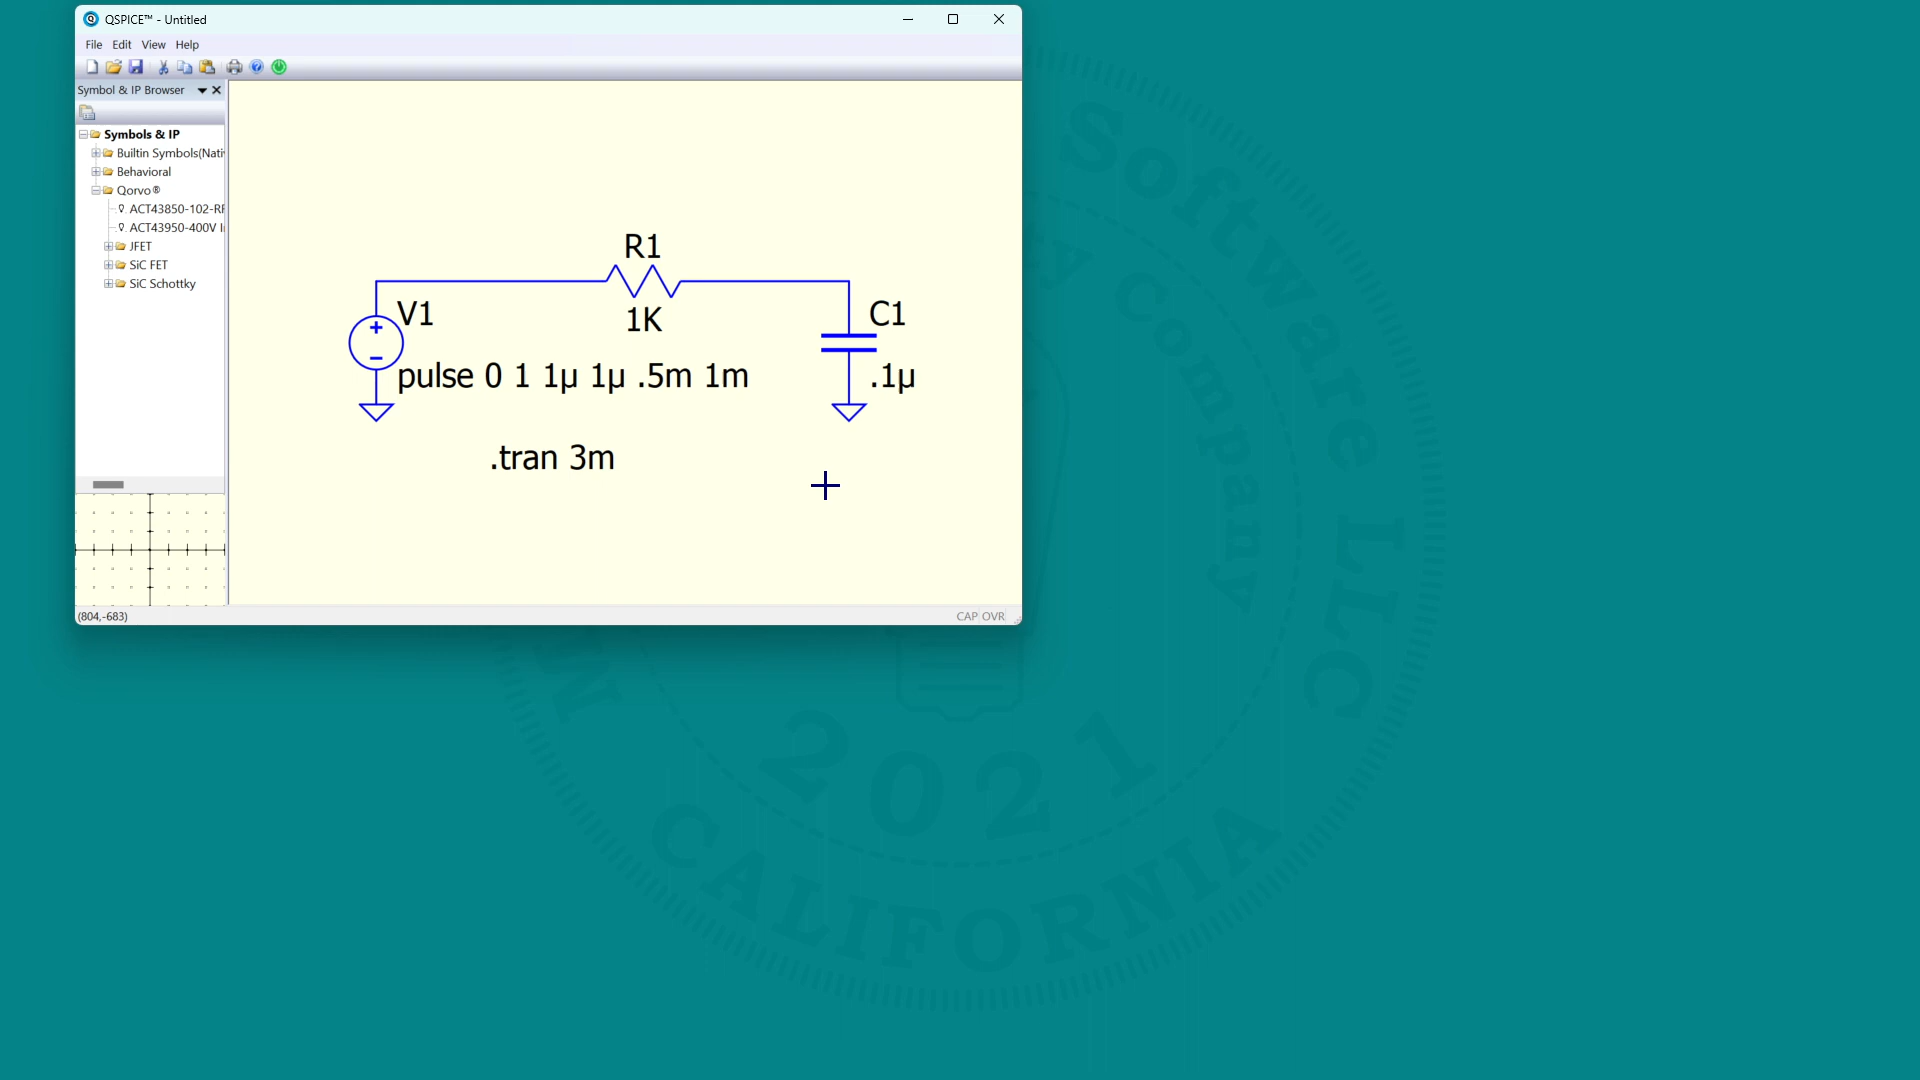 QSPICE™ - Untitled
File Edit View Help
Symbol & IP Browser
Symbols & IP
Builtin Symbols(Nati
Behavioral
Qorvo®
ACT43850-102-RE
ACT43950-400V
JFET
SiC FET
SiC Schottky
R1
1K
V1
pulse 0 1 1µ 1µ .5m 1m
C1
.1µ
.tran 3m
(804,-683)
CAP OVR
Software LLC
Company
2021
CALIFORNIA